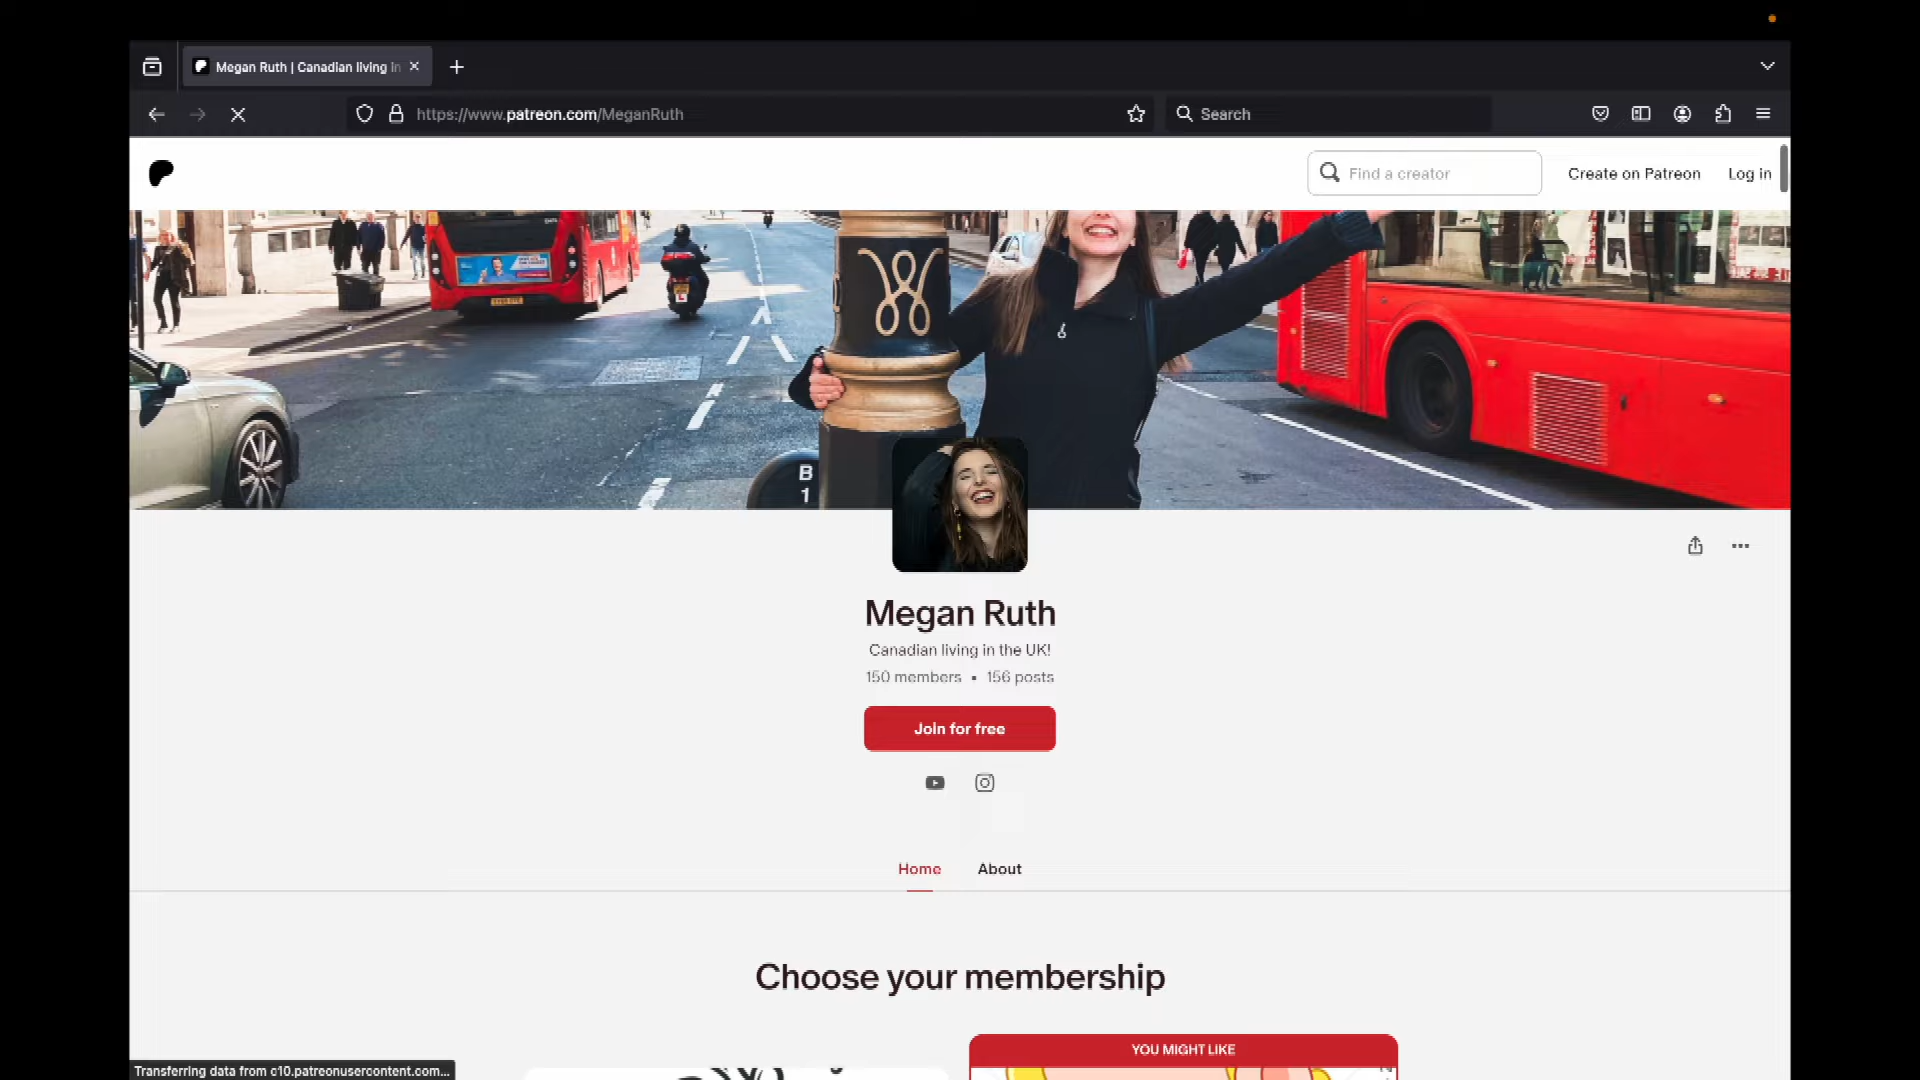 Megan Ruth | Canadian living in
https://www.patreon.com/MeganRuth
Search
Find a creator
Create on Patreon
Log in
B
1
Megan Ruth
Canadian living in the UK!
150 members • 156 posts
Join for free
Home
About
Choose your membership
YOU MIGHT LIKE
Transferring data from c10.patreonusercontent.com...